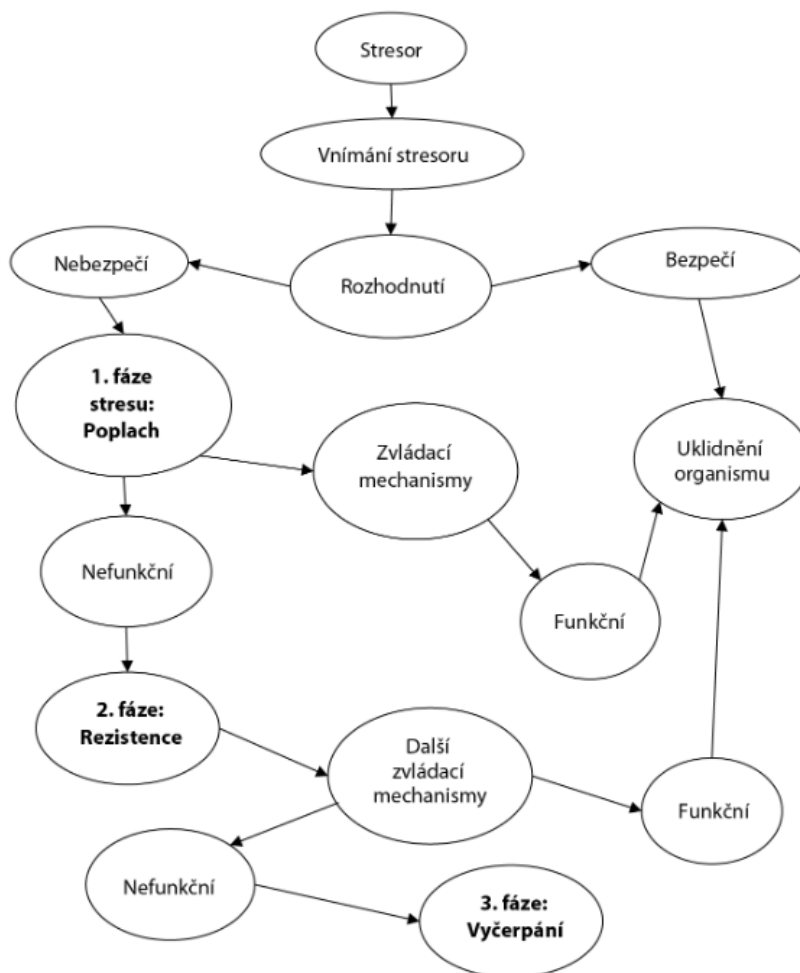 Stresor
Vnímání stresoru
Nebezpečí
Rozhodnutí
Bezpečí
1. fáze
stresu:
Poplach
Zvládací
mechanismy
Uklidnění
organismu
Nefunkční
Funkční
2. fáze:
Rezistence
Další
zvládací
mechanismy
Funkční
Nefunkční
3. fáze:
Vyčerpání